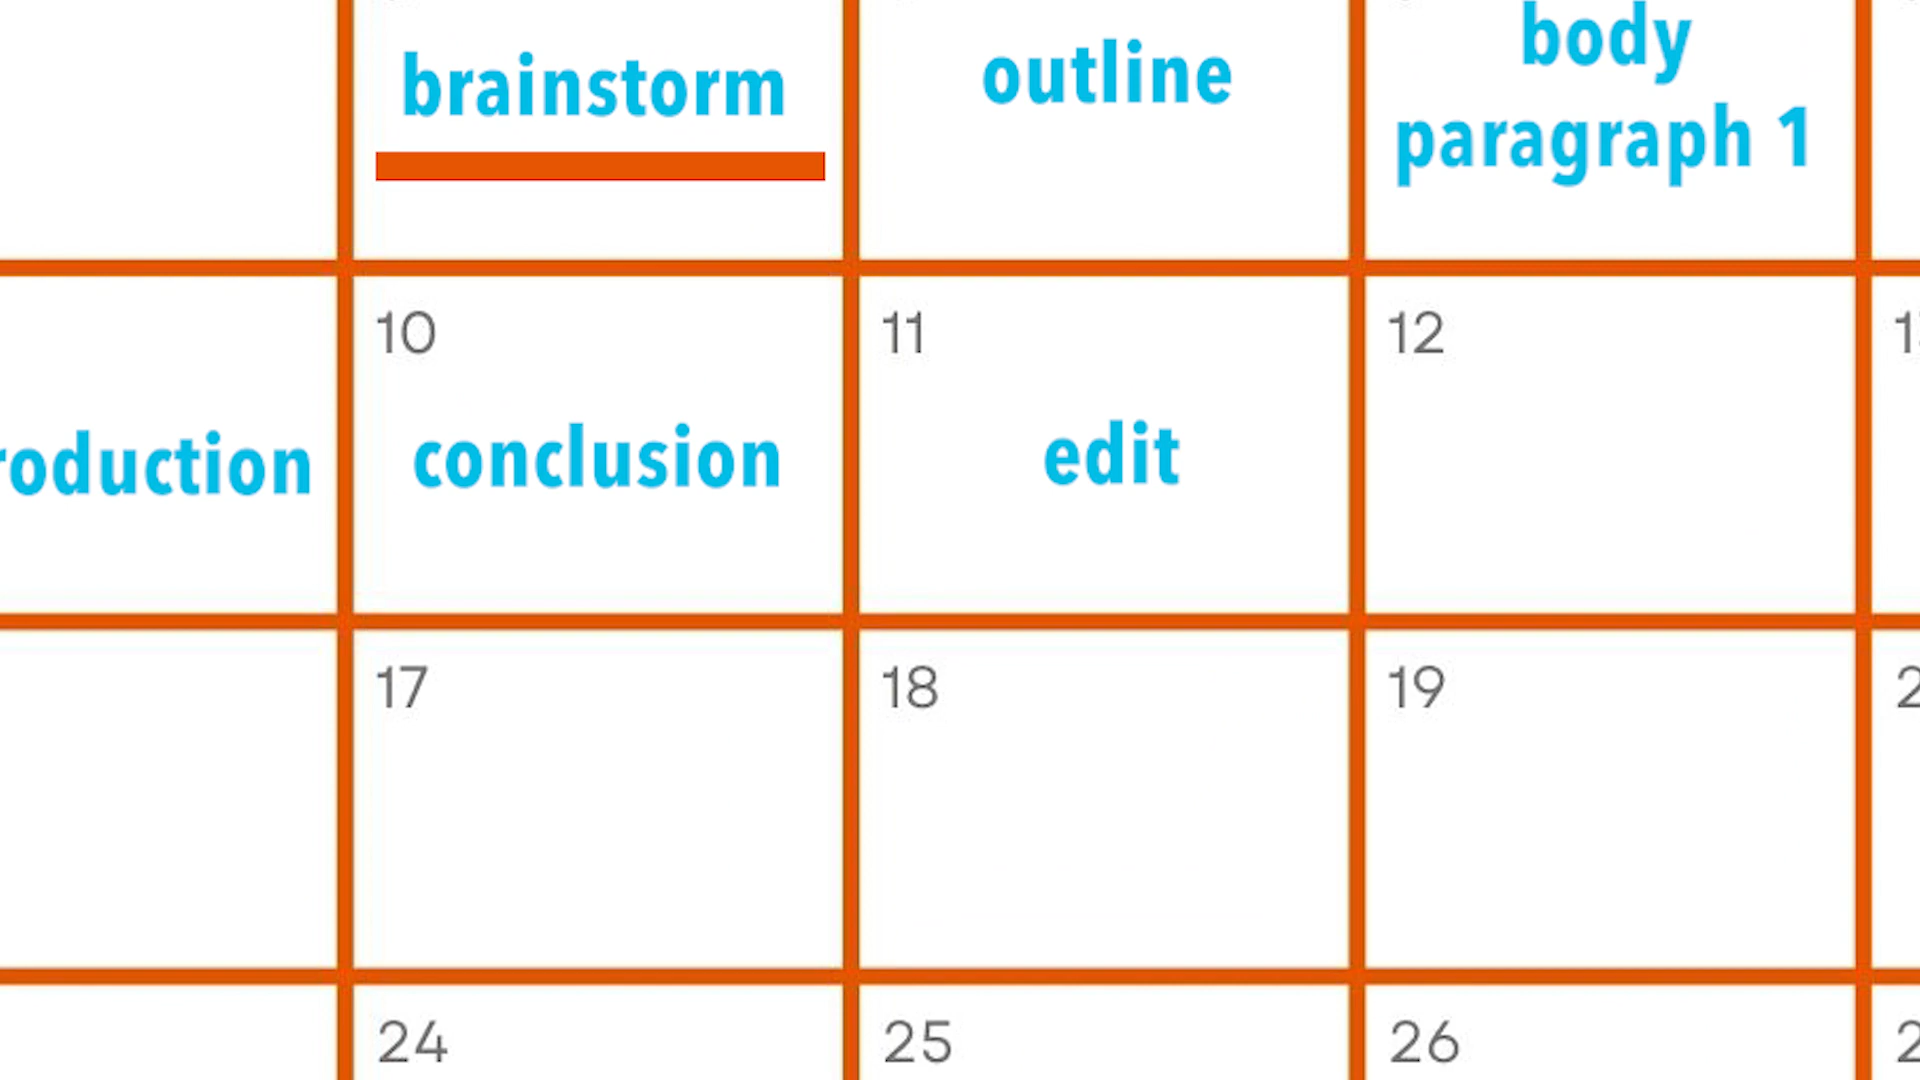 brainstorm
outline
body
paragraph 1
10
11
12
roduction
conclusion
edit
17
18
19
24
25
26